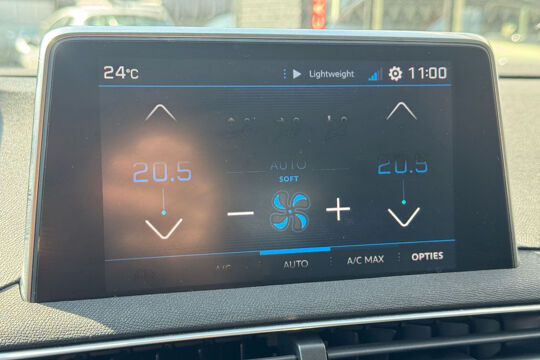 24°C Lightweight 11:00
AUTO
20.5 20.5
SOFT
A/C AUTO A/C MAX OPTIES